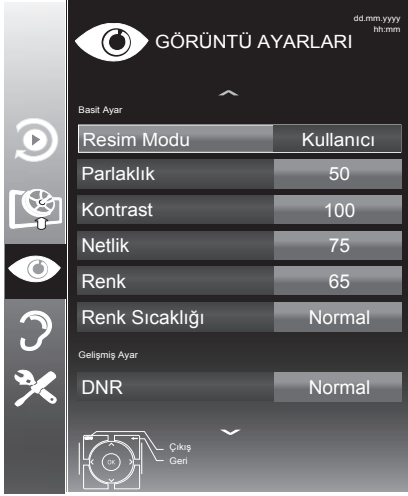 dd.mm.yyyy
hh:mm
GÖRÜNTÜ AYARLARI
Basit Ayar
Resim Modu Kullanıcı
Parlaklık 50
Kontrast 100
Netlik 75
Renk 65
Renk Sıcaklığı Normal
Gelişmiş Ayar
DNR Normal
Çıkış
Geri
OK